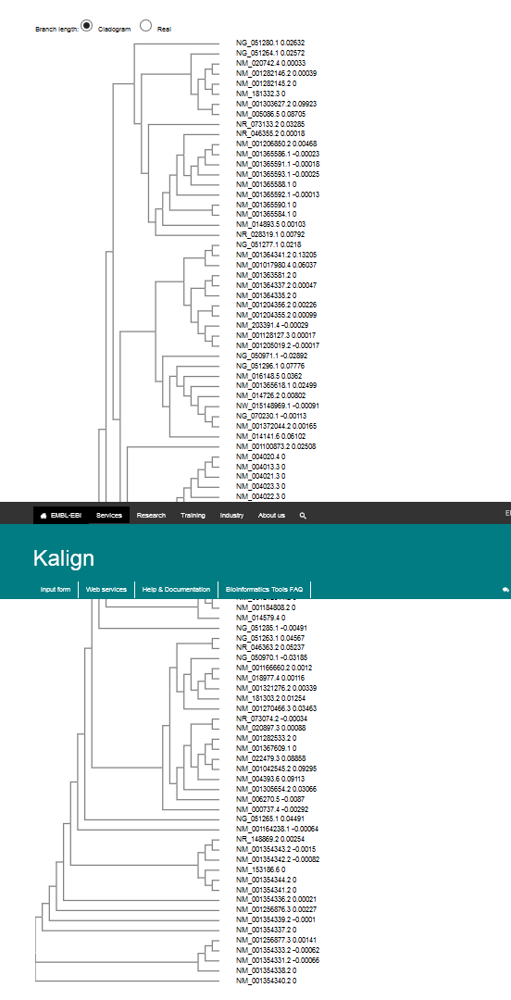 Branch length: Cladogram Real
NG_051280.1 0.02632
NG_051264.1 0.02572
NM_020742.4 0.00033
NM_001282146.2 0.00039
NM_001282145.2 0
NM_181332.3 0
NM_001303627.2 0.09923
NM_005086.5 0.08705
NR_073133.2 0.03285
NR_046355.2 0.00018
NM_001206850.2 0.00468
NM_001365586.1 -0.00023
NM_001365591.1 -0.00018
NM_001365593.1 -0.00025
NM_001365588.1 0
NM_001365592.1 -0.00013
NM_001365590.1 0
NM_001365584.1 0
NM_014893.5 0.00103
NR_028319.1 0.00792
NG_051277.1 0.0218
NM_001364341.2 0.13205
NM_001017980.4 0.06037
NM_001363581.2 0
NM_001364337.2 0.00047
NM_001364335.2 0
NM_001204356.2 0.00226
NM_001204355.2 0.00099
NM_203391.4 -0.00029
NM_001128127.3 0.00017
NM_001205019.2 -0.00017
NG_050971.1 -0.02892
NG_051296.1 0.07776
NM_016148.5 0.0362
NM_001365618.1 0.02499
NM_014726.2 0.00802
NW_015148969.1 -0.00091
NG_070230.1 -0.00113
NM_001372044.2 0.00165
NM_014141.6 0.06102
NM_001100873.2 0.02508
NM_004020.4 0
NM_004013.3 0
NM_004021.3 0
NM_004023.3 0
NM_004022.3 0
EMBL-EBI Services Research Training Industry About us
Kalign
Input form Web services Help & Documentation Bioinformatics Tools FAQ
NM_001184808.2 0
NM_014579.4 0
NG_051285.1 -0.00491
NG_051263.1 0.04567
NR_046363.2 0.05237
NG_050970.1 -0.03185
NM_001166660.2 0.0012
NM_018977.4 0.00116
NM_001321276.2 0.00339
NM_181303.2 0.01254
NM_001270466.3 0.03463
NR_073074.2 -0.00034
NM_020897.3 0.00088
NM_001282533.2 0
NM_001367609.1 0
NM_022479.3 0.08858
NM_001042545.2 0.09295
NM_004393.6 0.09113
NM_001305654.2 0.03066
NM_006270.5 -0.0087
NM_000737.4 -0.00292
NG_051265.1 0.04491
NM_001164238.1 -0.00064
NR_148869.2 0.00254
NM_001354343.2 -0.0015
NM_001354342.2 -0.00082
NM_153186.6 0
NM_001354344.2 0
NM_001354341.2 0
NM_001354336.2 0.00021
NM_001256876.3 0.00227
NM_001354339.2 -0.0001
NM_001354337.2 0
NM_001256877.3 0.00141
NM_001354333.2 -0.00062
NM_001354331.2 -0.00066
NM_001354338.2 0
NM_001354340.2 0